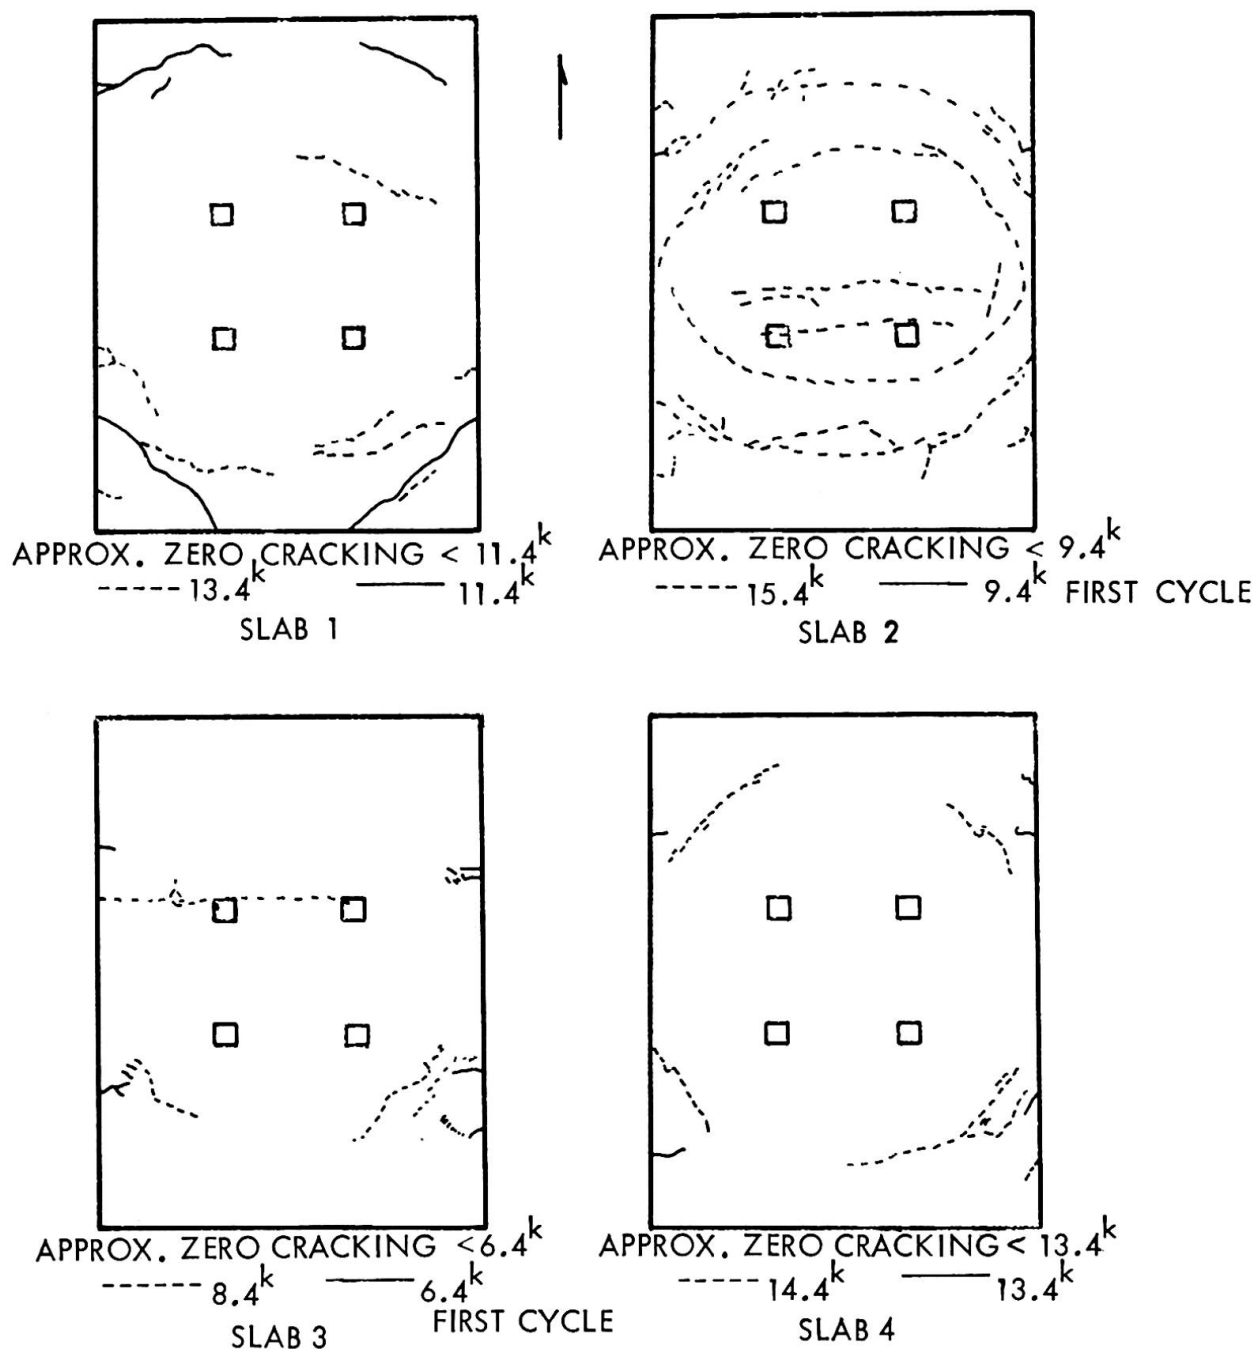 APPROX. ZERO CRACKING < 11.4k
------ 13.4k —— 11.4k
SLAB 1
APPROX. ZERO CRACKING < 9.4k
----- 15.4k —— 9.4k FIRST CYCLE
SLAB 2
APPROX. ZERO CRACKING <6.4k
------ 8.4k —— 6.4k
FIRST CYCLE
SLAB 3
APPROX. ZERO CRACKING < 13.4k
----- 14.4k —— 13.4k
SLAB 4